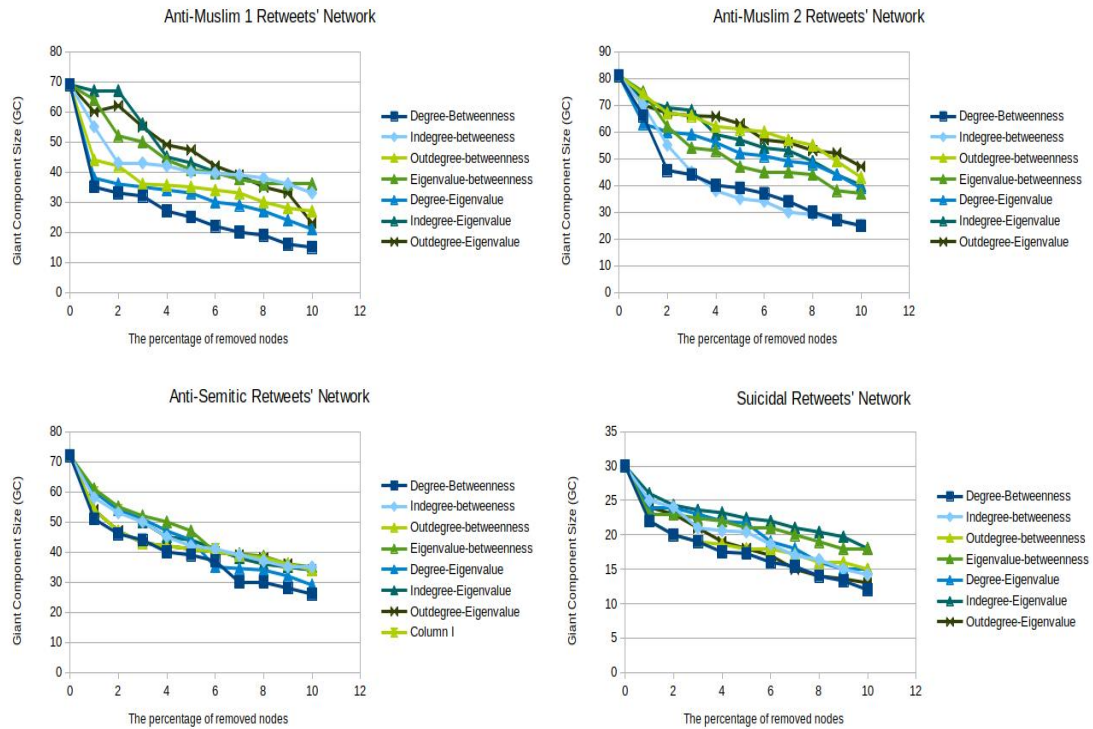 Anti-Muslim 1 Retweets' Network
Giant Component Size (GC)
80
70
60
50
40
30
20
10
0
0 2 4 6 8 10 12
The percentage of removed nodes
Degree-Betweenness
Indegree-betweeness
Outdegree-betweenness
Eigenvalue-betweenness
Degree-Eigenvalue
Indegree-Eigenvalue
Outdegree-Eigenvalue
Anti-Muslim 2 Retweets' Network
Giant Component Size (GC)
90
80
70
60
50
40
30
20
10
0
0 2 4 6 8 10 12
The percentage of removed nodes
Degree-Betweenness
Indegree-betweeness
Outdegree-betweenness
Eigenvalue-betweenness
Degree-Eigenvalue
Indegree-Eigenvalue
Outdegree-Eigenvalue
Anti-Semitic Retweets' Network
Giant Component Size (GC)
80
70
60
50
40
30
20
10
0
0 2 4 6 8 10 12
The percentage of removed nodes
Degree-Betweenness
Indegree-betweeness
Outdegree-betweenness
Eigenvalue-betweenness
Degree-Eigenvalue
Indegree-Eigenvalue
Outdegree-Eigenvalue
Column I
Suicidal Retweets' Network
Giant Component Size (GC)
35
30
25
20
15
10
5
0
0 2 4 6 8 10 12
The percentage of removed nodes
Degree-Betweenness
Indegree-betweeness
Outdegree-betweenness
Eigenvalue-betweenness
Degree-Eigenvalue
Indegree-Eigenvalue
Outdegree-Eigenvalue